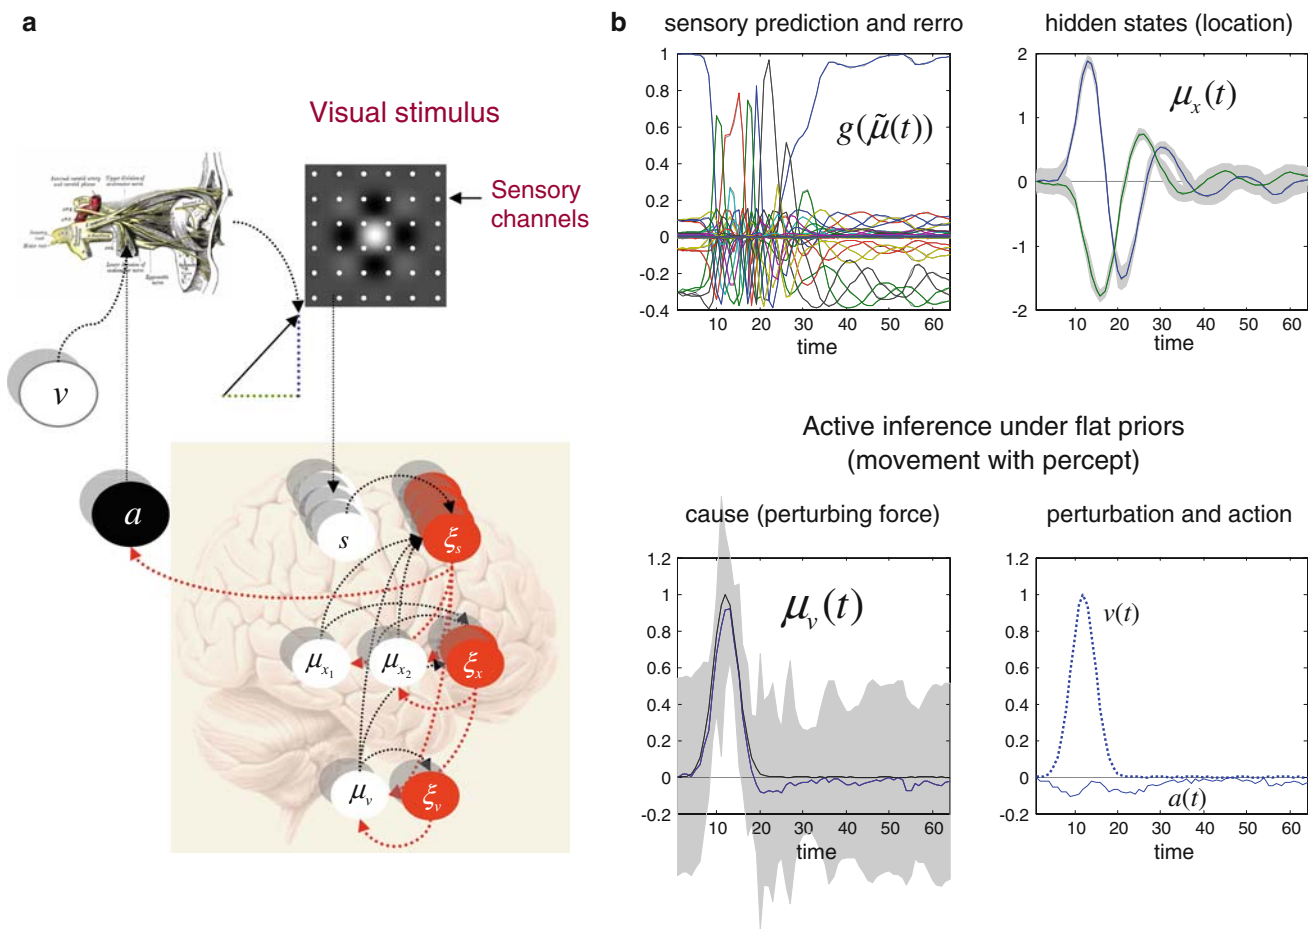 a
Visual stimulus
Sensory
channels
v
a
s
ξs
μx1
μx2
ξx
μv
ξv
b
sensory prediction and rerro
g(μ̃(t))
1
0.8
0.6
0.4
0.2
0
-0.2
-0.4
10 20 30 40 50 60
time
hidden states (location)
μx(t)
2
1
0
-1
-2
10 20 30 40 50 60
time
Active inference under flat priors
(movement with percept)
cause (perturbing force)
μv(t)
1.2
1
0.8
0.6
0.4
0.2
0
-0.2
10 20 30 40 50 60
time
perturbation and action
v(t)
a(t)
1.2
1
0.8
0.6
0.4
0.2
0
-0.2
10 20 30 40 50 60
time